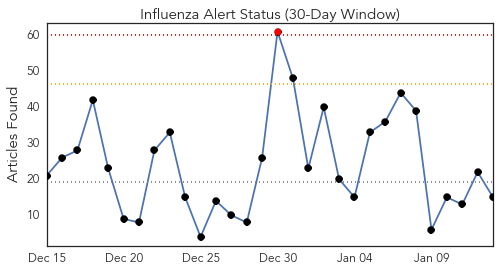 Influenza Alert Status (30-Day Window)
Articles Found
60
50
40
30
20
10
Dec 15
Dec 20
Dec 25
Dec 30
Jan 04
Jan 09